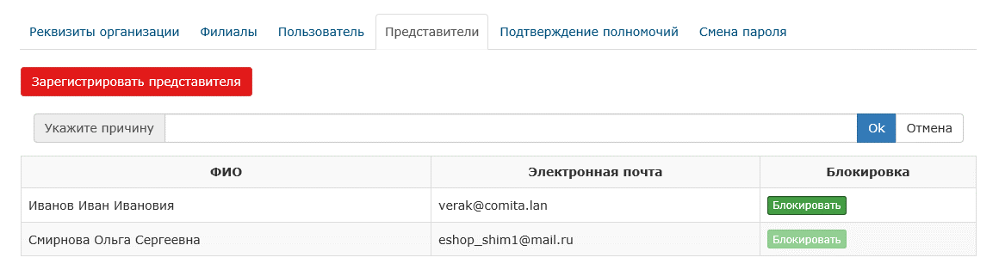 Реквизиты организации Филиалы Пользователь Представители Подтверждение полномочий Смена пароля
Зарегистрировать представителя
Укажите причину Ok Отмена
ФИО Электронная почта Блокировка
Иванов Иван Ивановия verak@comita.lan Блокировать
Смирнова Ольга Сергеевна eshop_shim1@mail.ru Блокировать